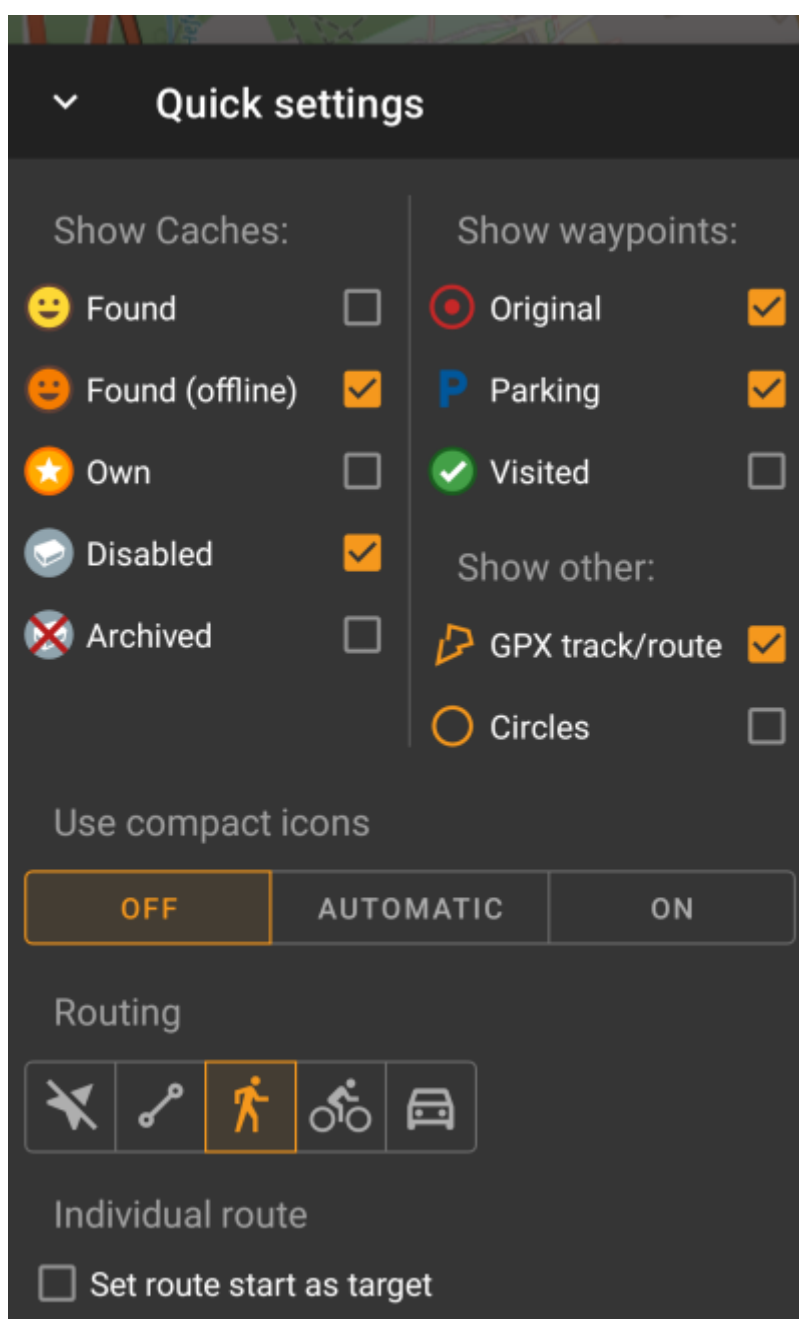 Quick settings
Show Caches:
Found
Found (offline)
Own
Disabled
Archived
Show waypoints:
Original
P Parking
Visited
Show other:
GPX track/route
Circles
Use compact icons
OFF
AUTOMATIC
ON
Routing
Individual route
Set route start as target